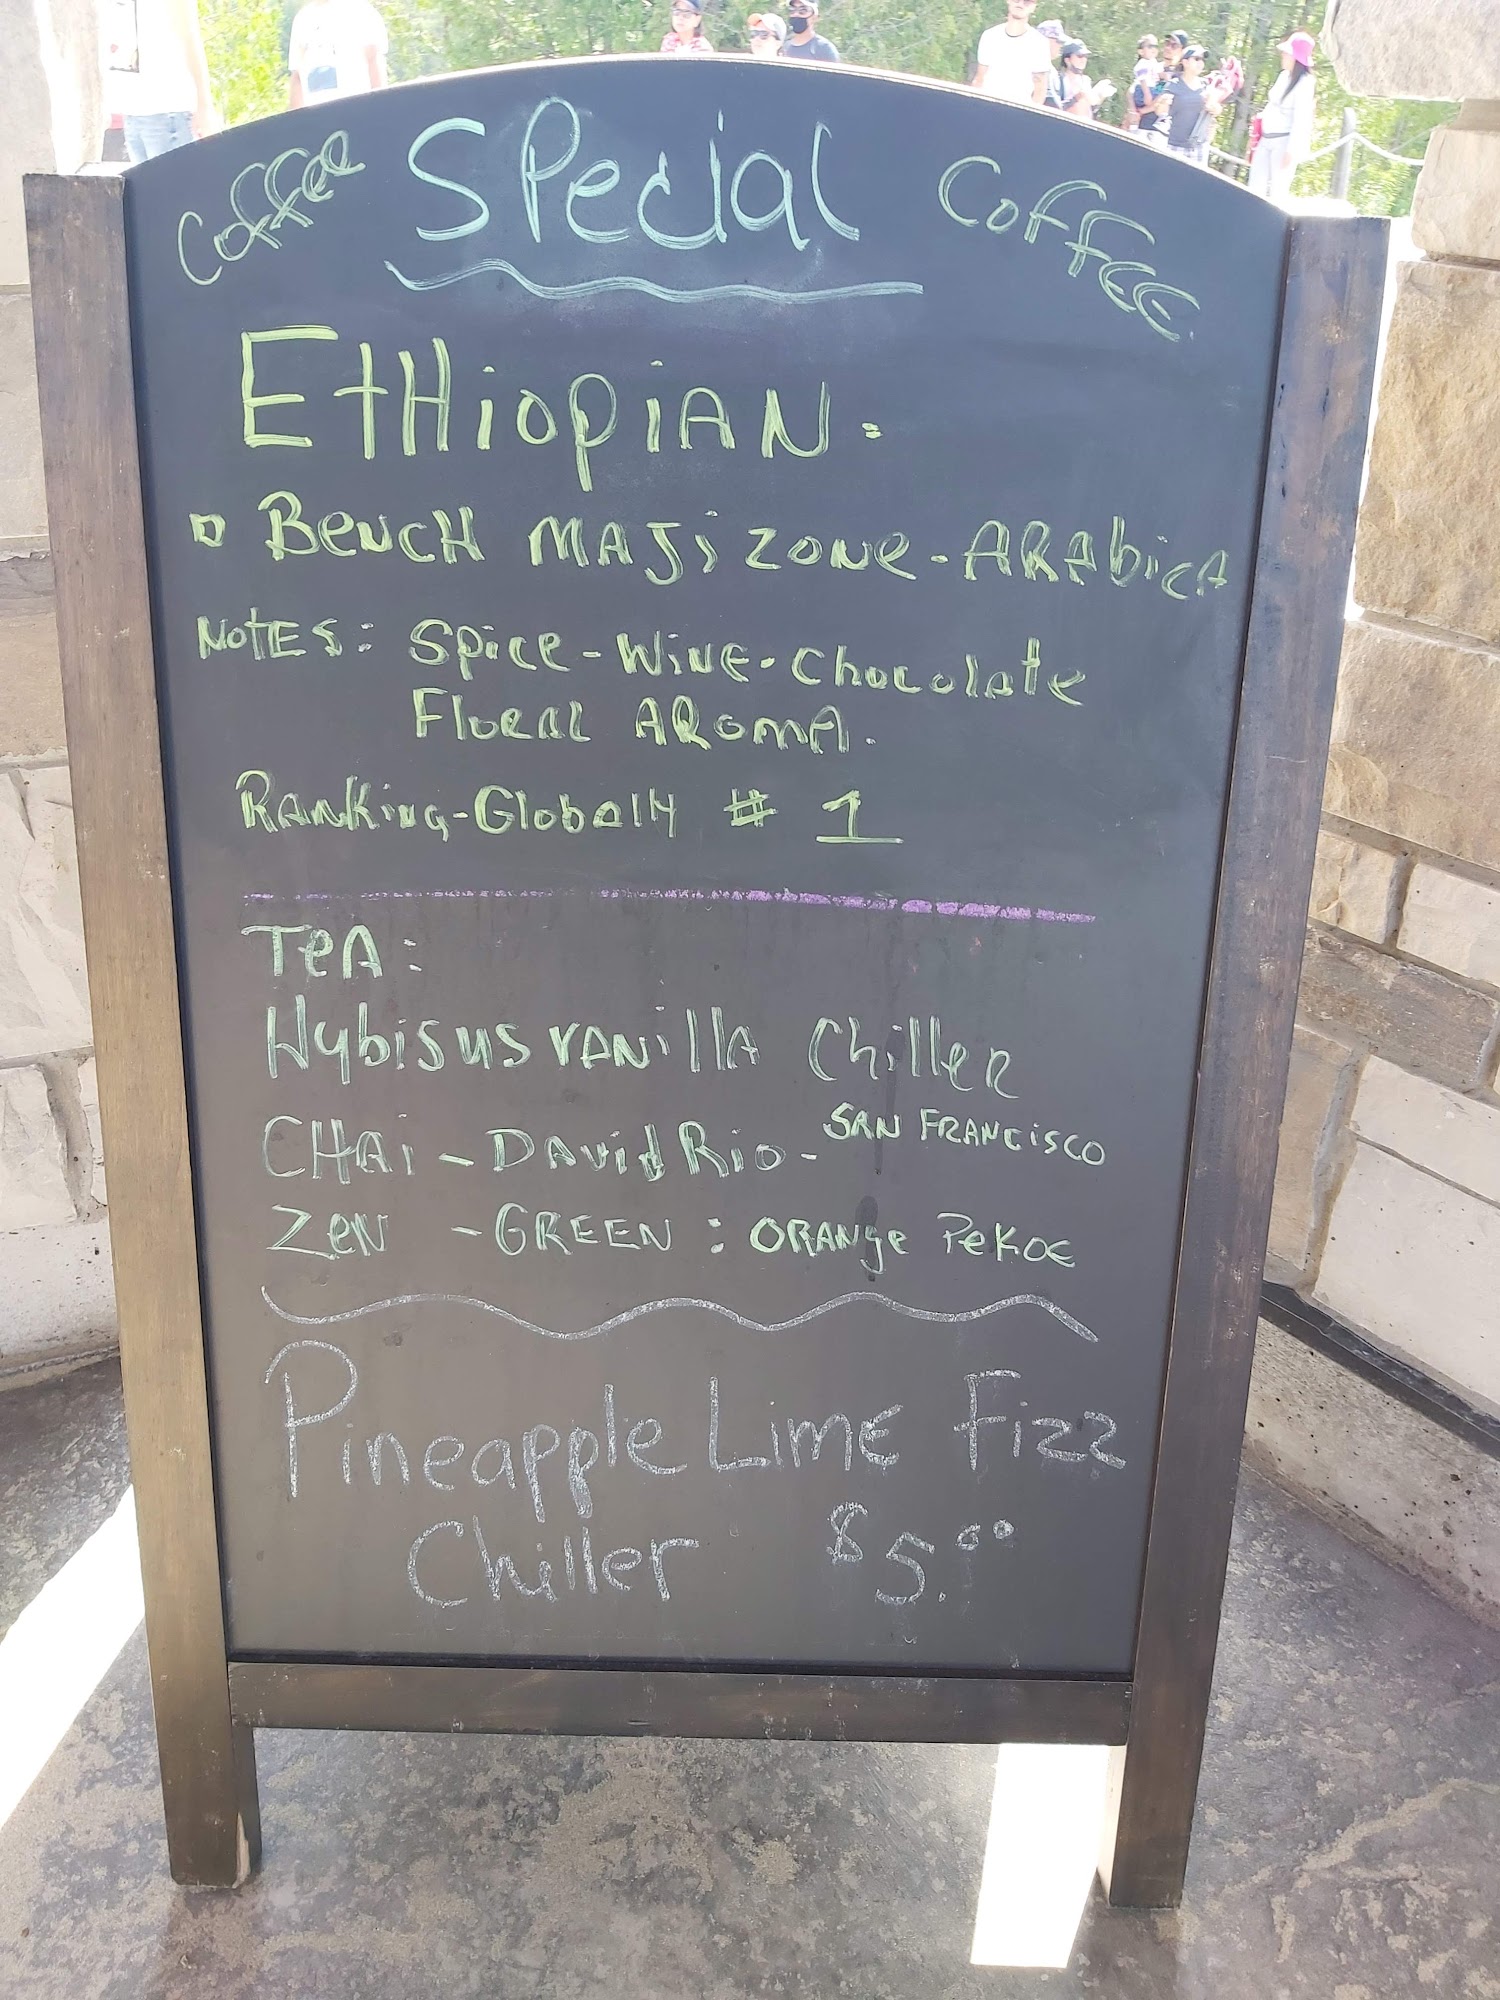 Coffee Special CoffEE
EtHiopiAN.
BencH MAJi zone - ARAbicA
NotES: Spice - WiNE - Chocolate
Floral AROMA.
RANKing - Globally # 1
TeA:
Hybisus vANillA ChilleR
CHAi - David Rio - SAN FRANCiSCO
ZeN - GREEN : ORANge PeKOE
Pineapple LimE Fizz
Chiller $5.00